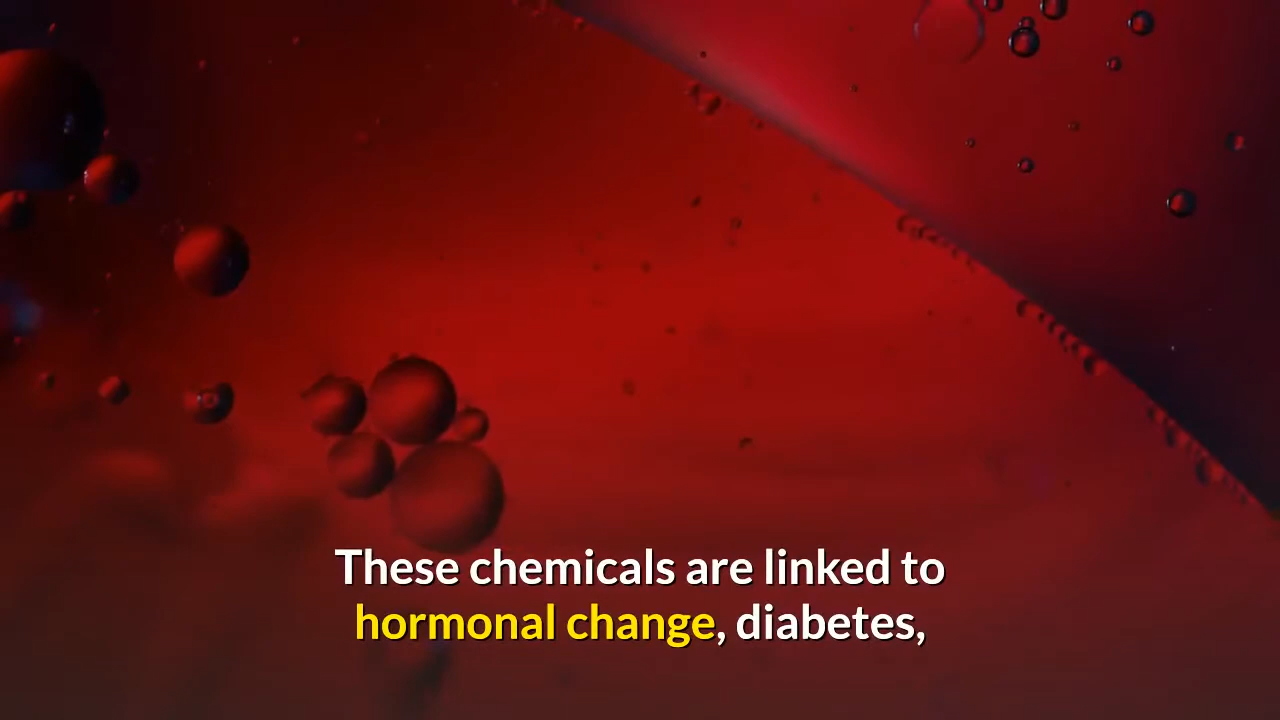 These chemicals are linked to
hormonal change, diabetes,